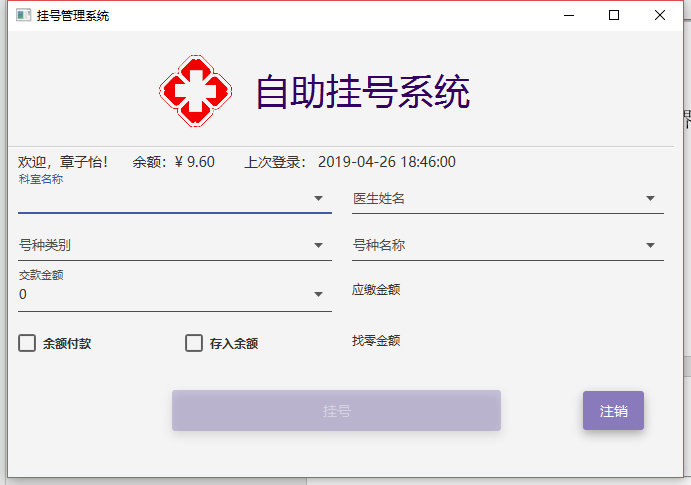 挂号管理系统
自助挂号系统
欢迎，章子怡！ 余额：¥ 9.60 上次登录： 2019-04-26 18:46:00
科室名称
医生姓名
号种类别 号种名称
交款金额
0 应缴金额
余额付款 存入余额 找零金额
挂号 注销